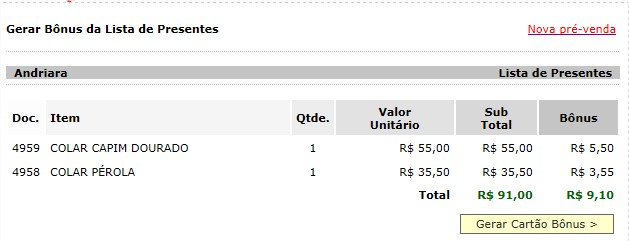 Gerar Bônus da Lista de Presentes Nova pré-venda
Andriara Lista de Presentes
Doc. Item Qtde. Valor Unitário Sub Total Bônus
4959 COLAR CAPIM DOURADO 1 R$ 55,00 R$ 55,00 R$ 5,50
4958 COLAR PÉROLA 1 R$ 35,50 R$ 35,50 R$ 3,55
Total R$ 91,00 R$ 9,10
Gerar Cartão Bônus >